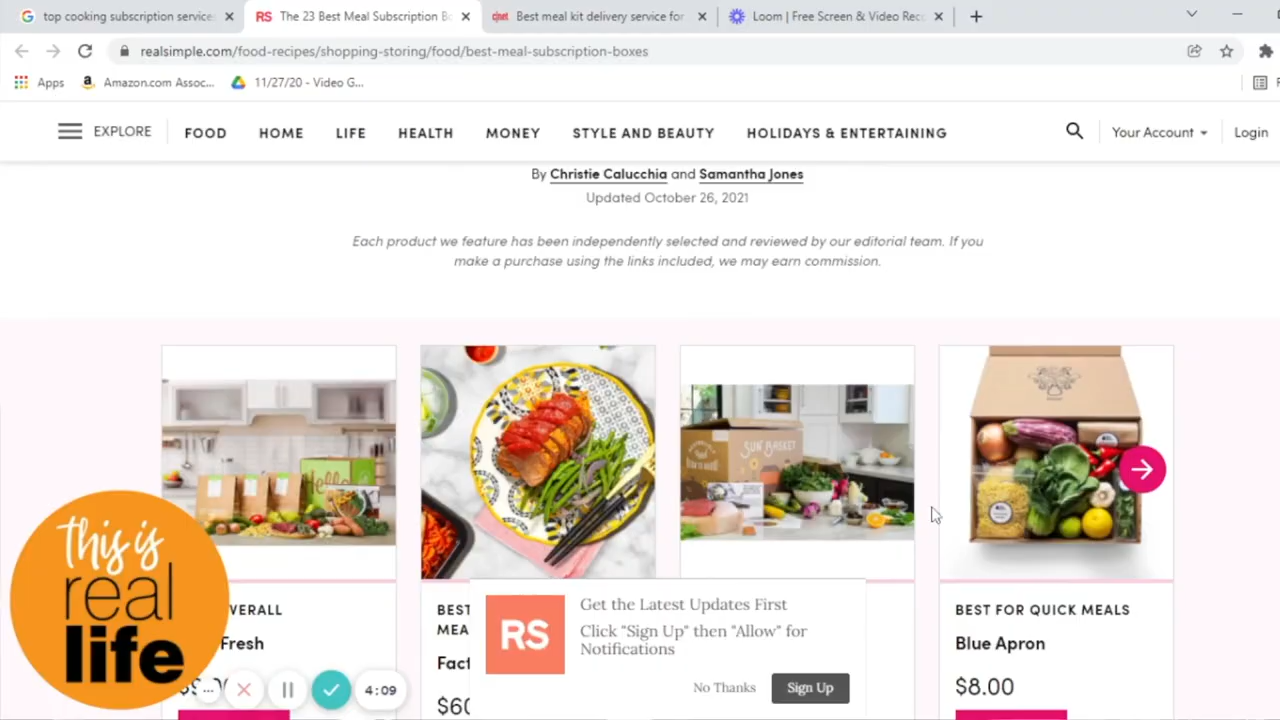 top cooking subscription service
The 23 Best Meal Subscription Bo
cnet
Best meal kit delivery service for
Loom | Free Screen & Video Rec
realsimple.com/food-recipes/shopping-storing/food/best-meal-subscription-boxes
Apps
Amazon.com Assoc...
11/27/20 - Video G...
EXPLORE
FOOD
HOME
LIFE
HEALTH
MONEY
STYLE AND BEAUTY
HOLIDAYS & ENTERTAINING
Your Account
Login
By Christie Calucchia and Samantha Jones
Updated October 26, 2021
Each product we feature has been independently selected and reviewed by our editorial team. If you
make a purchase using the links included, we may earn commission.
Hello
SUN BASKET
VERALL
Fresh
BEST
MEA
Fact
$60
BEST FOR QUICK MEALS
Blue Apron
$8.00
RS
Get the Latest Updates First
Click "Sign Up" then "Allow" for
Notifications
No Thanks
Sign Up
this is
real
life
4:09